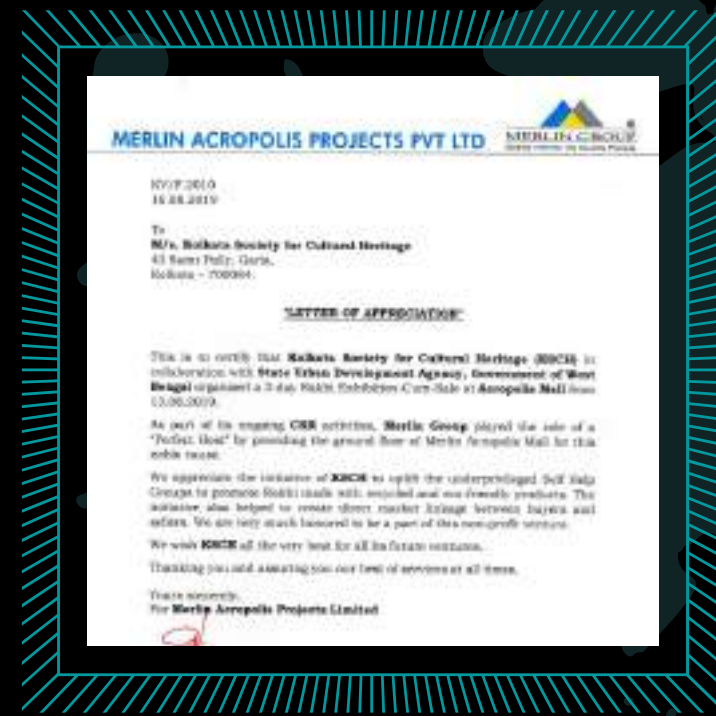 MERLIN ACROPOLIS PROJECTS PVT LTD
MERLIN GROUP
16.08.2019
To
M/s. Kolkata Society for Cultural Heritage
Kolkata – 700084.
"LETTER OF APPRECIATION"
This is to certify that Kolkata Society for Cultural Heritage (KSCH) in
collaboration with State Urban Development Agency, Government of West
Bengal organised a 3 day Rakhi Exhibition-Cum-Sale at Acropolis Mall from
13.08.2019.
As part of its ongoing CSR activities, Merlin Group played the role of a
"Perfect Host" by providing the ground floor of Merlin Acropolis Mall for this
noble cause.
We appreciate the initiative of KSCH to uplift the underprivileged Self Help
Groups to promote Rakhi made with recycled and eco friendly products. The
initiative also helped to create direct market linkage between buyers and
sellers. We are very much honored to be a part of this non-profit venture.
We wish KSCH all the very best for all its future ventures.
Thanking you and assuring you our best of services at all times.
Yours sincerely,
For Merlin Acropolis Projects Limited